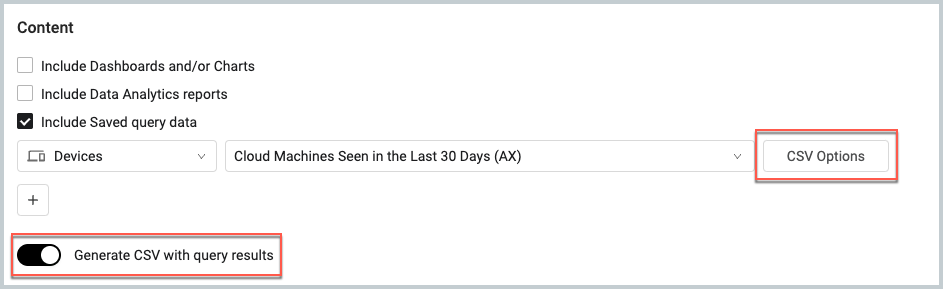 Content
Include Dashboards and/or Charts
Include Data Analytics reports
Include Saved query data
Devices Cloud Machines Seen in the Last 30 Days (AX) CSV Options
+
Generate CSV with query results